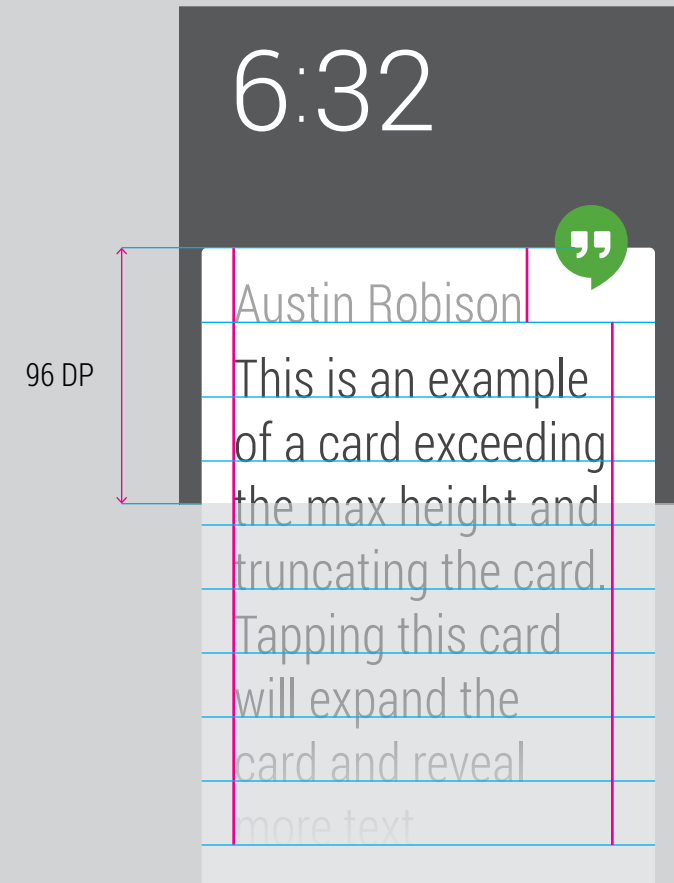 6:32
Austin Robison
96 DP
This is an example
of a card exceeding
the max height and
truncating the card.
Tapping this card
will expand the
card and reveal
more text